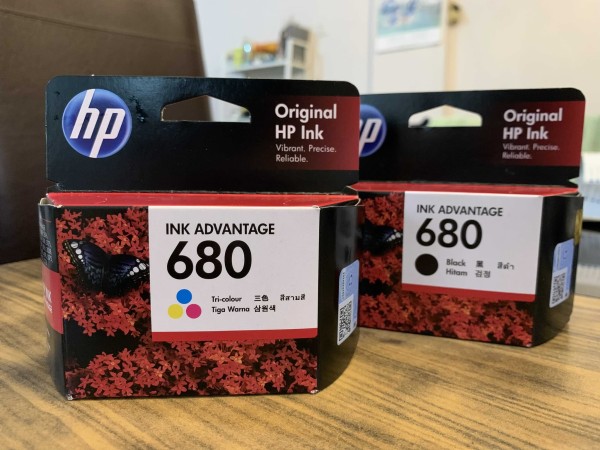 hp
Original
HP Ink
Vibrant. Precise.
Reliable.
INK ADVANTAGE
680
Tri-colour 三色 สีสามสี
Tiga Warna 삼원색
hp
Original
HP Ink
Vibrant. Precise.
Reliable.
INK ADVANTAGE
680
Black 黑 สีดำ
Hitam 검정